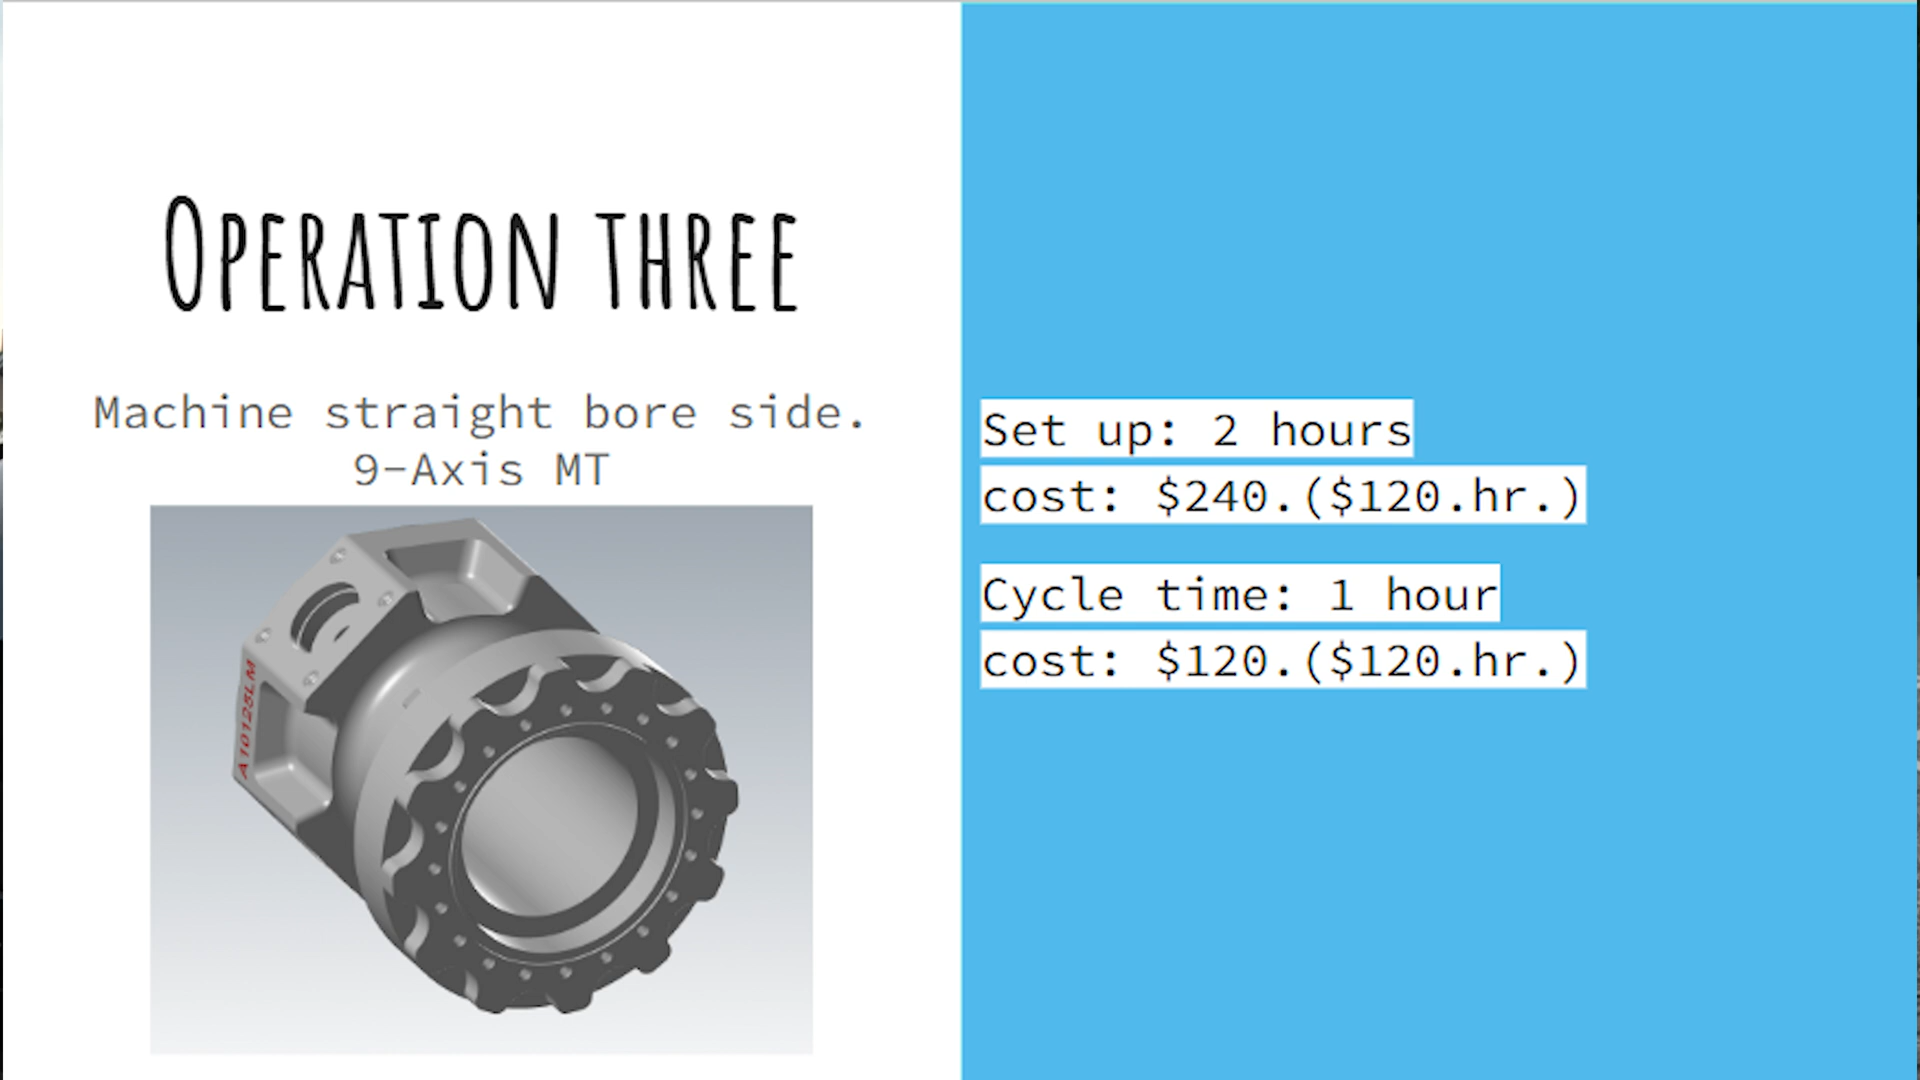 OPERATION THREE
Machine straight bore side.
9-Axis MT
A10125LM
Set up: 2 hours
cost: $240.($120.hr.)
Cycle time: 1 hour
cost: $120.($120.hr.)